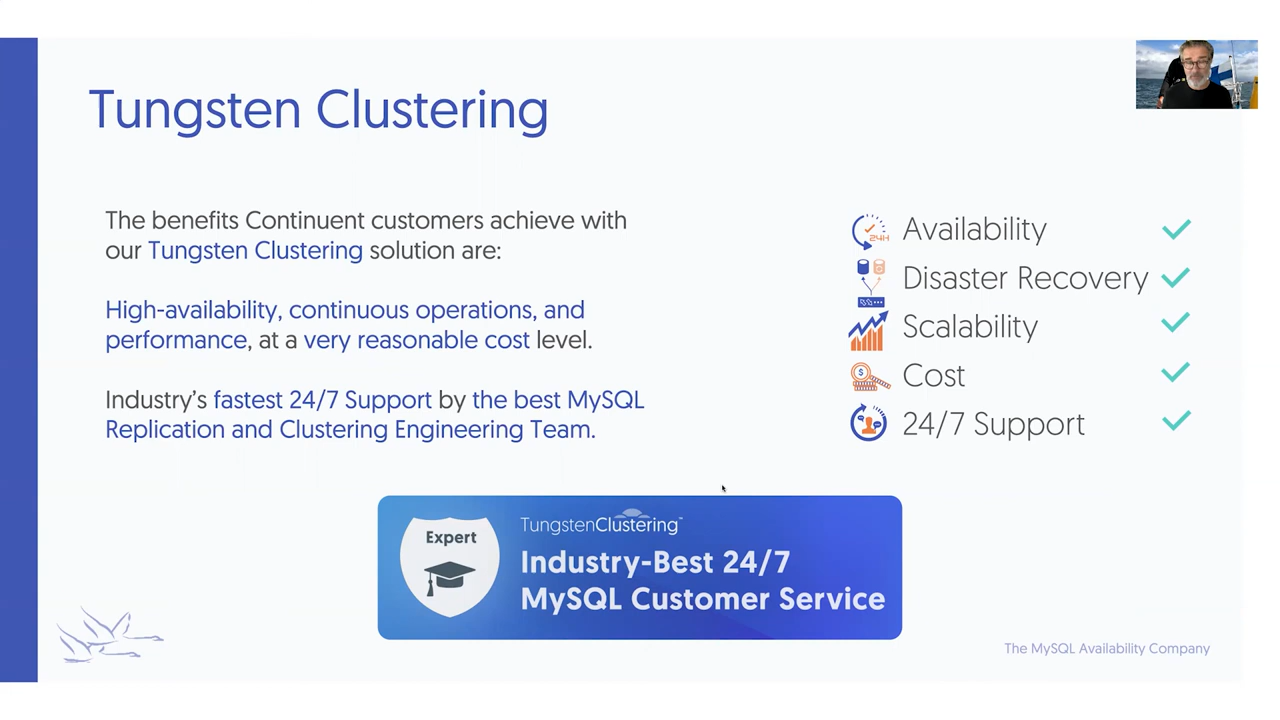 Tungsten Clustering
The benefits Continuent customers achieve with
our Tungsten Clustering solution are:
High-availability, continuous operations, and
performance, at a very reasonable cost level.
Industry's fastest 24/7 Support by the best MySQL
Replication and Clustering Engineering Team.
24H
Availability
Disaster Recovery
Scalability
$
Cost
24/7 Support
Expert
TungstenClustering™
Industry-Best 24/7
MySQL Customer Service
The MySQL Availability Company